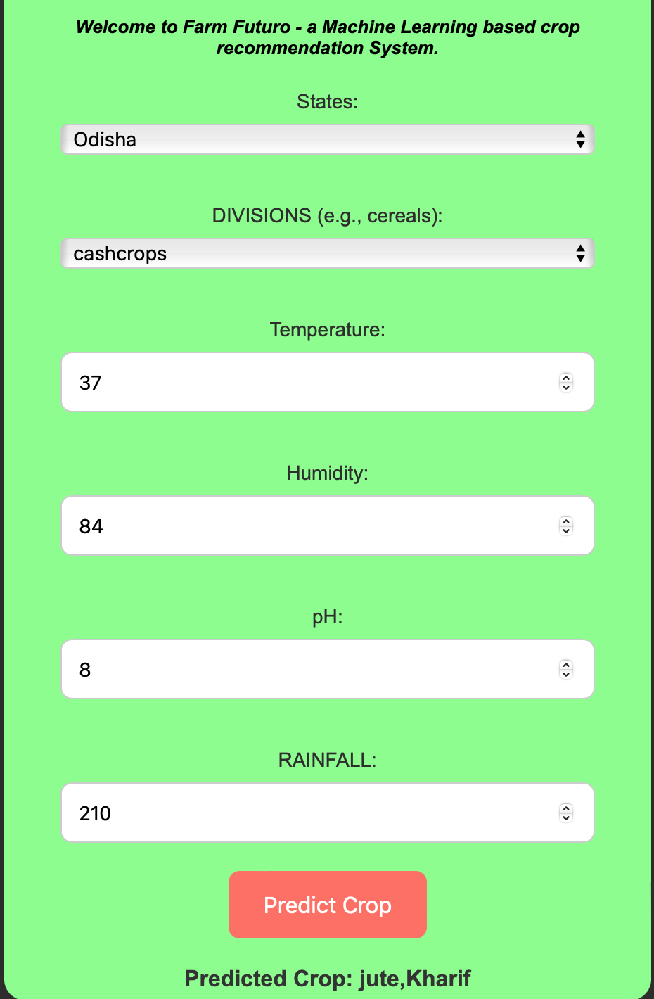 Welcome to Farm Futuro - a Machine Learning based crop
recommendation System.
States:
Odisha
DIVISIONS (e.g., cereals):
cashcrops
Temperature:
37
Humidity:
84
pH:
8
RAINFALL:
210
Predict Crop
Predicted Crop: jute,Kharif